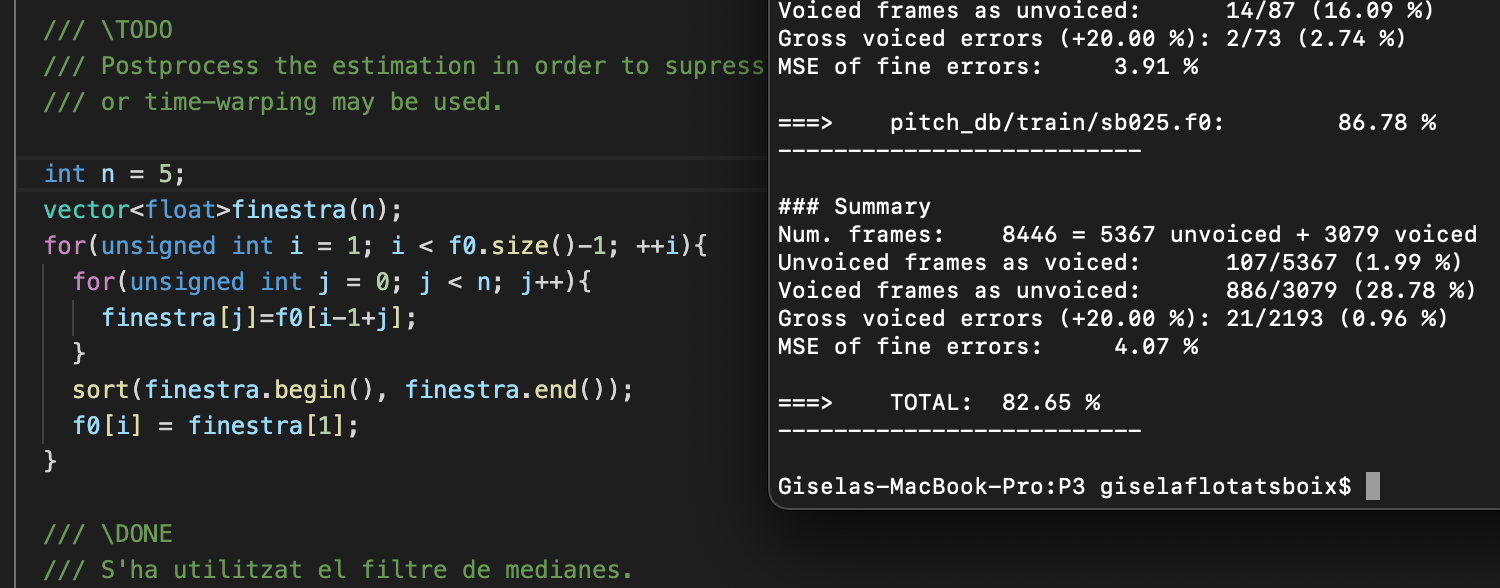 /// \TODO
/// Postprocess the estimation in order to supress
/// or time-warping may be used.
int n = 5;
vector<float>finestra(n);
for(unsigned int i = 1; i < f0.size()-1; ++i){
for(unsigned int j = 0; j < n; j++){
finestra[j]=f0[i-1+j];
}
sort(finestra.begin(), finestra.end());
f0[i] = finestra[1];
}
/// \DONE
/// S'ha utilitzat el filtre de medianes.
Voiced frames as unvoiced: 14/87 (16.09 %)
Gross voiced errors (+20.00 %): 2/73 (2.74 %)
MSE of fine errors: 3.91 %
===> pitch_db/train/sb025.f0: 86.78 %
--------------------------
### Summary
Num. frames: 8446 = 5367 unvoiced + 3079 voiced
Unvoiced frames as voiced: 107/5367 (1.99 %)
Voiced frames as unvoiced: 886/3079 (28.78 %)
Gross voiced errors (+20.00 %): 21/2193 (0.96 %)
MSE of fine errors: 4.07 %
===> TOTAL: 82.65 %
--------------------------
Giselas-MacBook-Pro:P3 giselaflotatsboix$